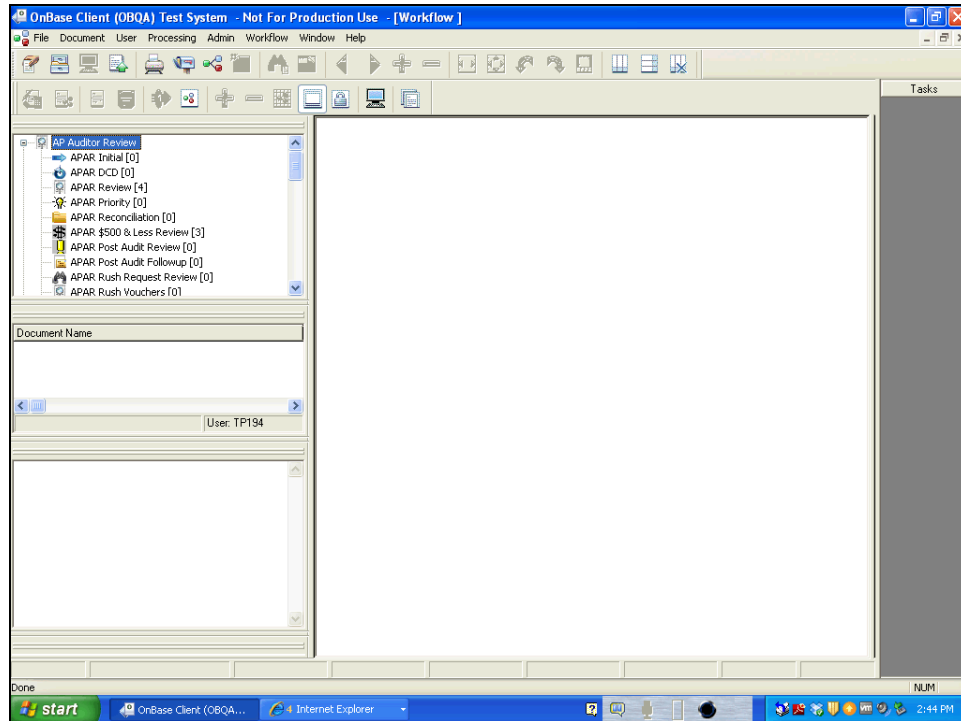 OnBase Client (OBQA) Test System - Not For Production Use - [Workflow ]
File Document User Processing Admin Workflow Window Help
Tasks
AP Auditor Review
APAR Initial [0]
APAR DCD [0]
APAR Review [4]
APAR Priority [0]
APAR Reconciliation [0]
APAR $500 & Less Review [3]
APAR Post Audit Review [0]
APAR Post Audit Followup [0]
APAR Rush Request Review [0]
APAR Rush Vouchers [0]
Document Name
User: TP194
Done
NUM
start
OnBase Client (OBQA...
4 Internet Explorer
2:44 PM